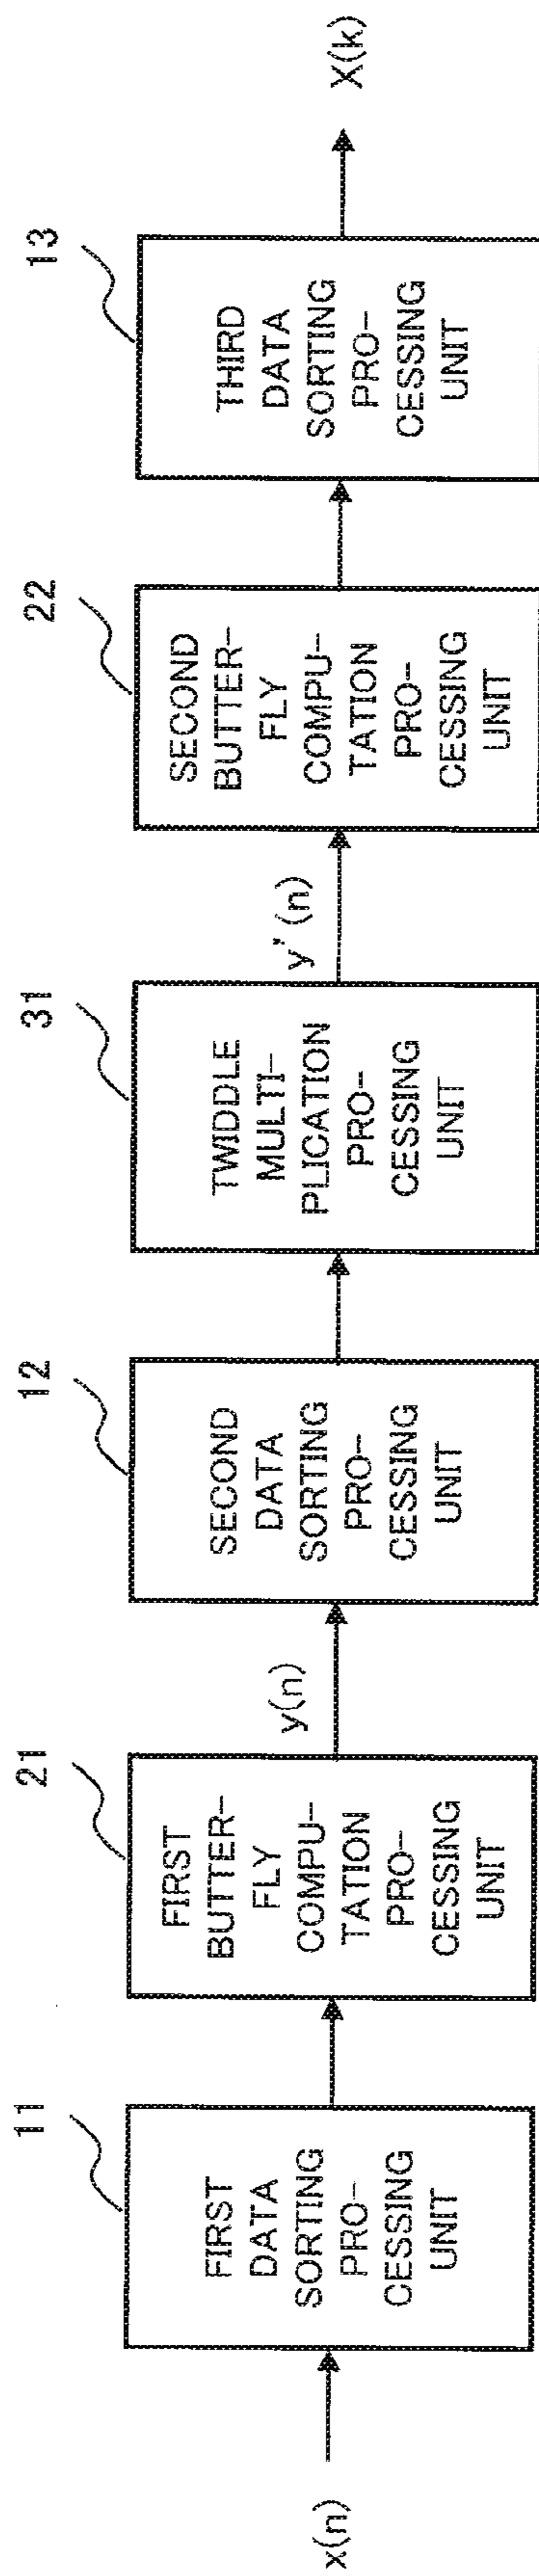 x(n)
11
FIRST
DATA
SORTING
PRO-
CESSING
UNIT
21
FIRST
BUTTER-
FLY
COMPU-
TATION
PRO-
CESSING
UNIT
y(n)
12
SECOND
DATA
SORTING
PRO-
CESSING
UNIT
31
TWIDDLE
MULTI-
PLICATION
PRO-
CESSING
UNIT
y'(n)
22
SECOND
BUTTER-
FLY
COMPU-
TATION
PRO-
CESSING
UNIT
13
THIRD
DATA
SORTING
PRO-
CESSING
UNIT
X(k)